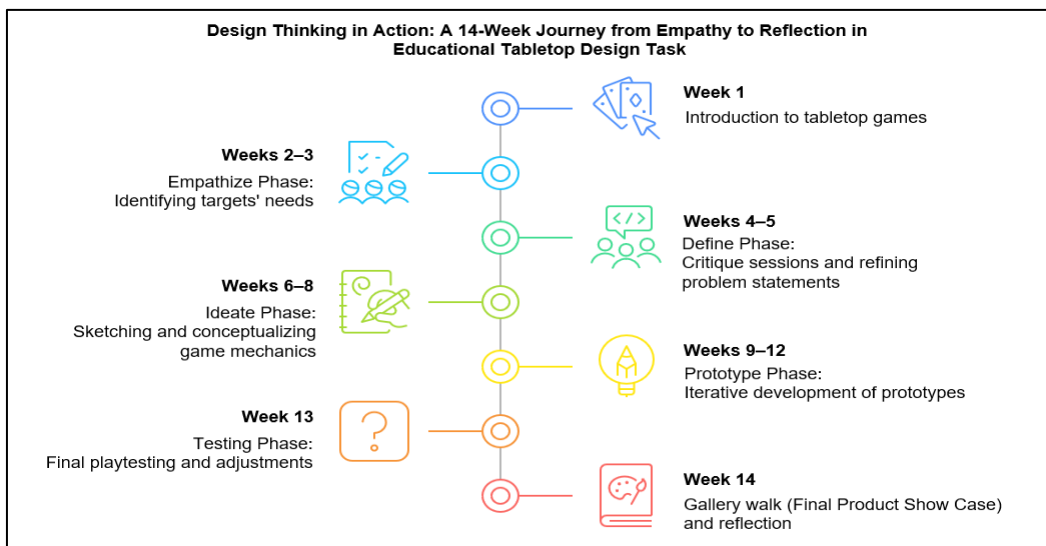 Design Thinking in Action: A 14-Week Journey from Empathy to Reflection in
Educational Tabletop Design Task
Week 1
Introduction to tabletop games
Weeks 2–3
Empathize Phase:
Identifying targets' needs
Weeks 4–5
Define Phase:
Critique sessions and refining
problem statements
Weeks 6–8
Ideate Phase:
Sketching and conceptualizing
game mechanics
Weeks 9–12
Prototype Phase:
Iterative development of prototypes
Week 13
Testing Phase:
Final playtesting and adjustments
Week 14
Gallery walk (Final Product Show Case)
and reflection